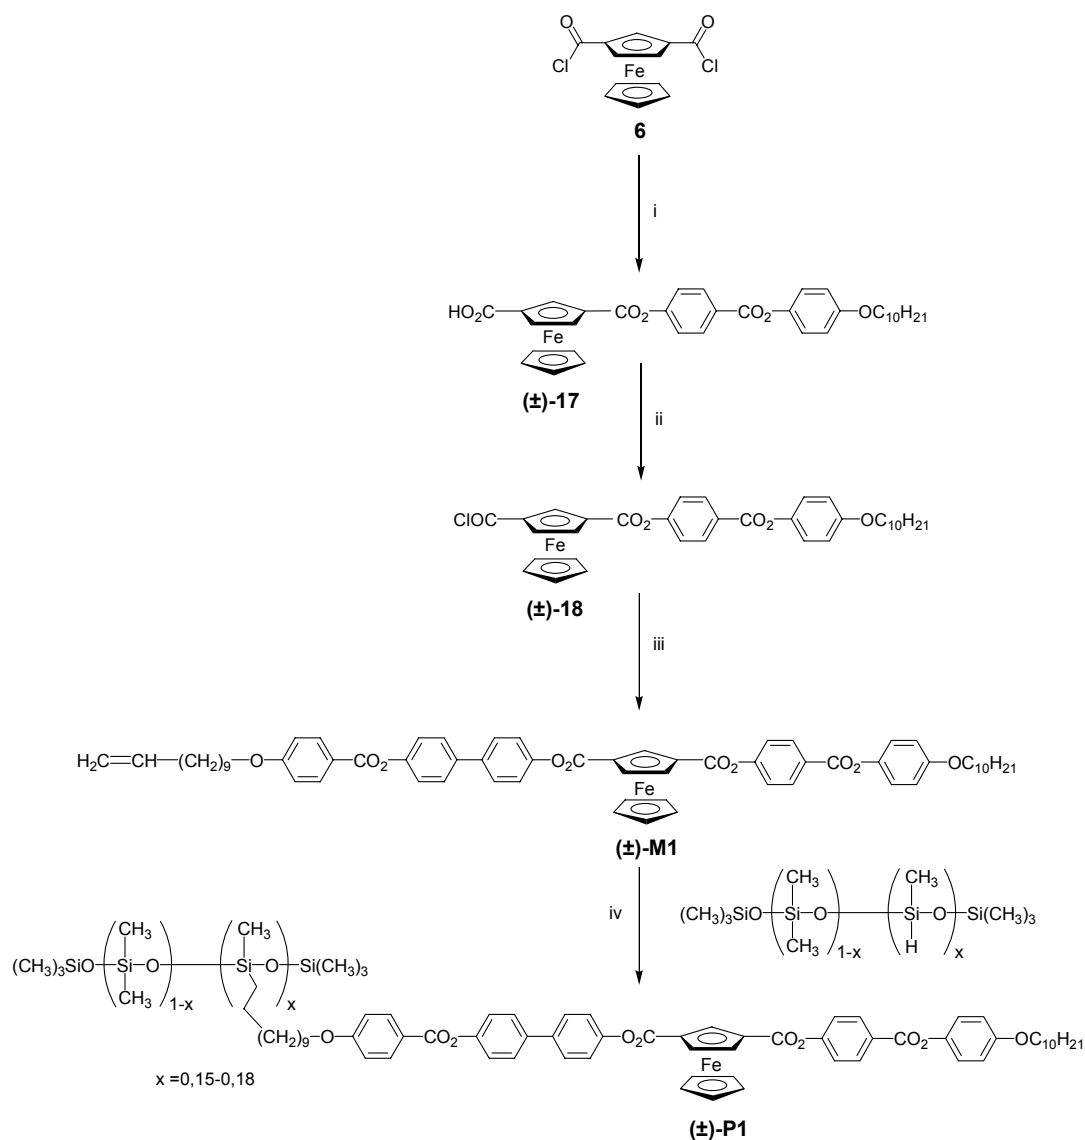 O O
Cl Fe Cl
6
i
HO₂C CO₂ CO₂ OC₁₀H₂₁
Fe
(±)-17
ii
ClOC CO₂ CO₂ OC₁₀H₂₁
Fe
(±)-18
iii
H₂C (CH₂)₉ O CO₂ O₂C CO₂ CO₂ OC₁₀H₂₁
Fe
(±)-M1
iv
CH₃ CH₃
(CH₃)₃SiO Si O Si O Si(CH₃)₃
CH₃ H
1-x x
CH₃ CH₃
(CH₃)₃SiO Si O Si O Si(CH₃)₃
CH₃
1-x x
(CH₂)₉ O CO₂ O₂C CO₂ CO₂ OC₁₀H₂₁
Fe
x =0,15-0,18
(±)-P1